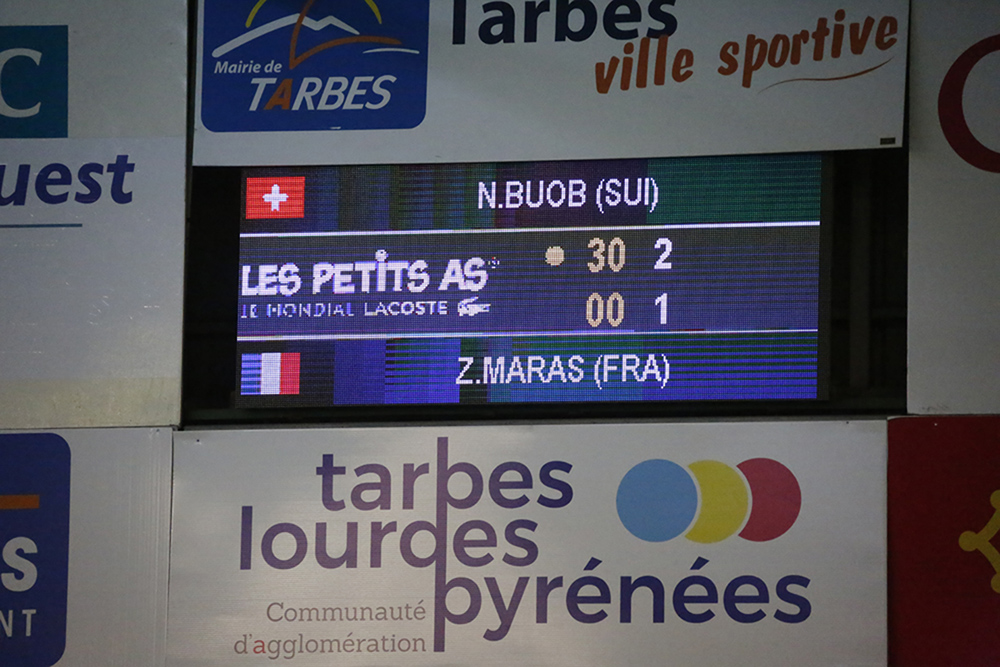 Mairie de
TARBES
Tarbes
ville sportive
C
uest
N.BUOB (SUI)
LES PETITS AS
LE MONDIAL LACOSTE
30 2
00 1
Z.MARAS (FRA)
tarbes
lourdes
pyrénées
Communauté
d'agglomération
S
NT